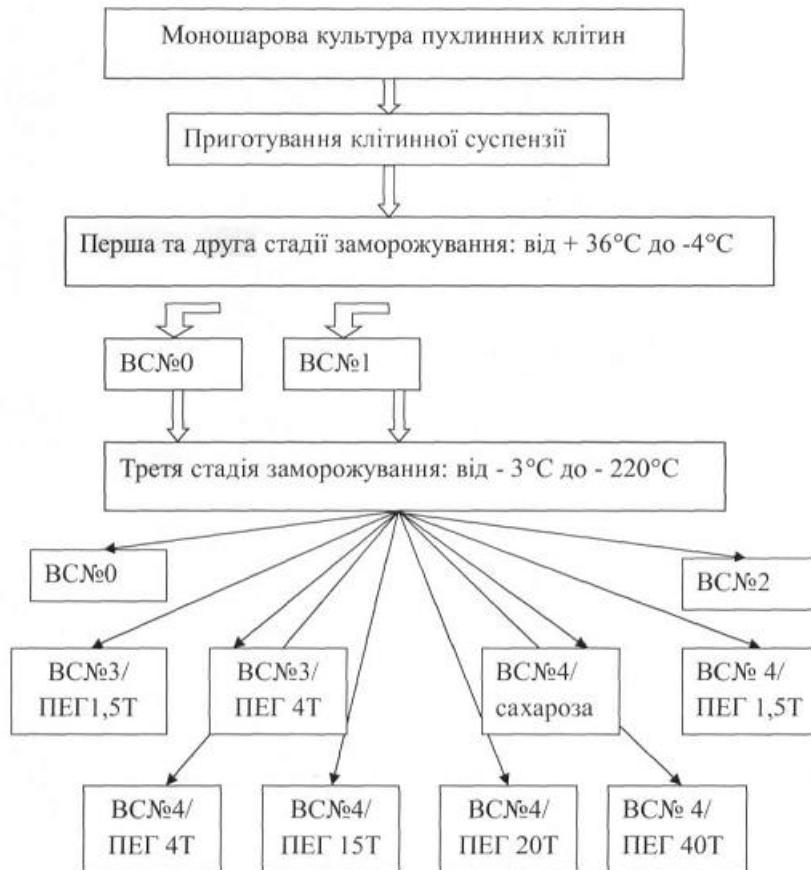 Моношарова культура пухлинних клітин
Приготування клітинної суспензії
Перша та друга стадії заморожування: від + 36°С до -4°С
ВС№0
ВС№1
Третя стадія заморожування: від - 3°С до - 220°С
ВС№0
ВС№2
ВС№3/
ПЕГ1,5Т
ВС№3/
ПЕГ 4Т
ВС№4/
сахароза
ВС№ 4/
ПЕГ 1,5Т
ВС№4/
ПЕГ 4Т
ВС№4/
ПЕГ 15Т
ВС№4/
ПЕГ 20Т
ВС№ 4/
ПЕГ 40Т